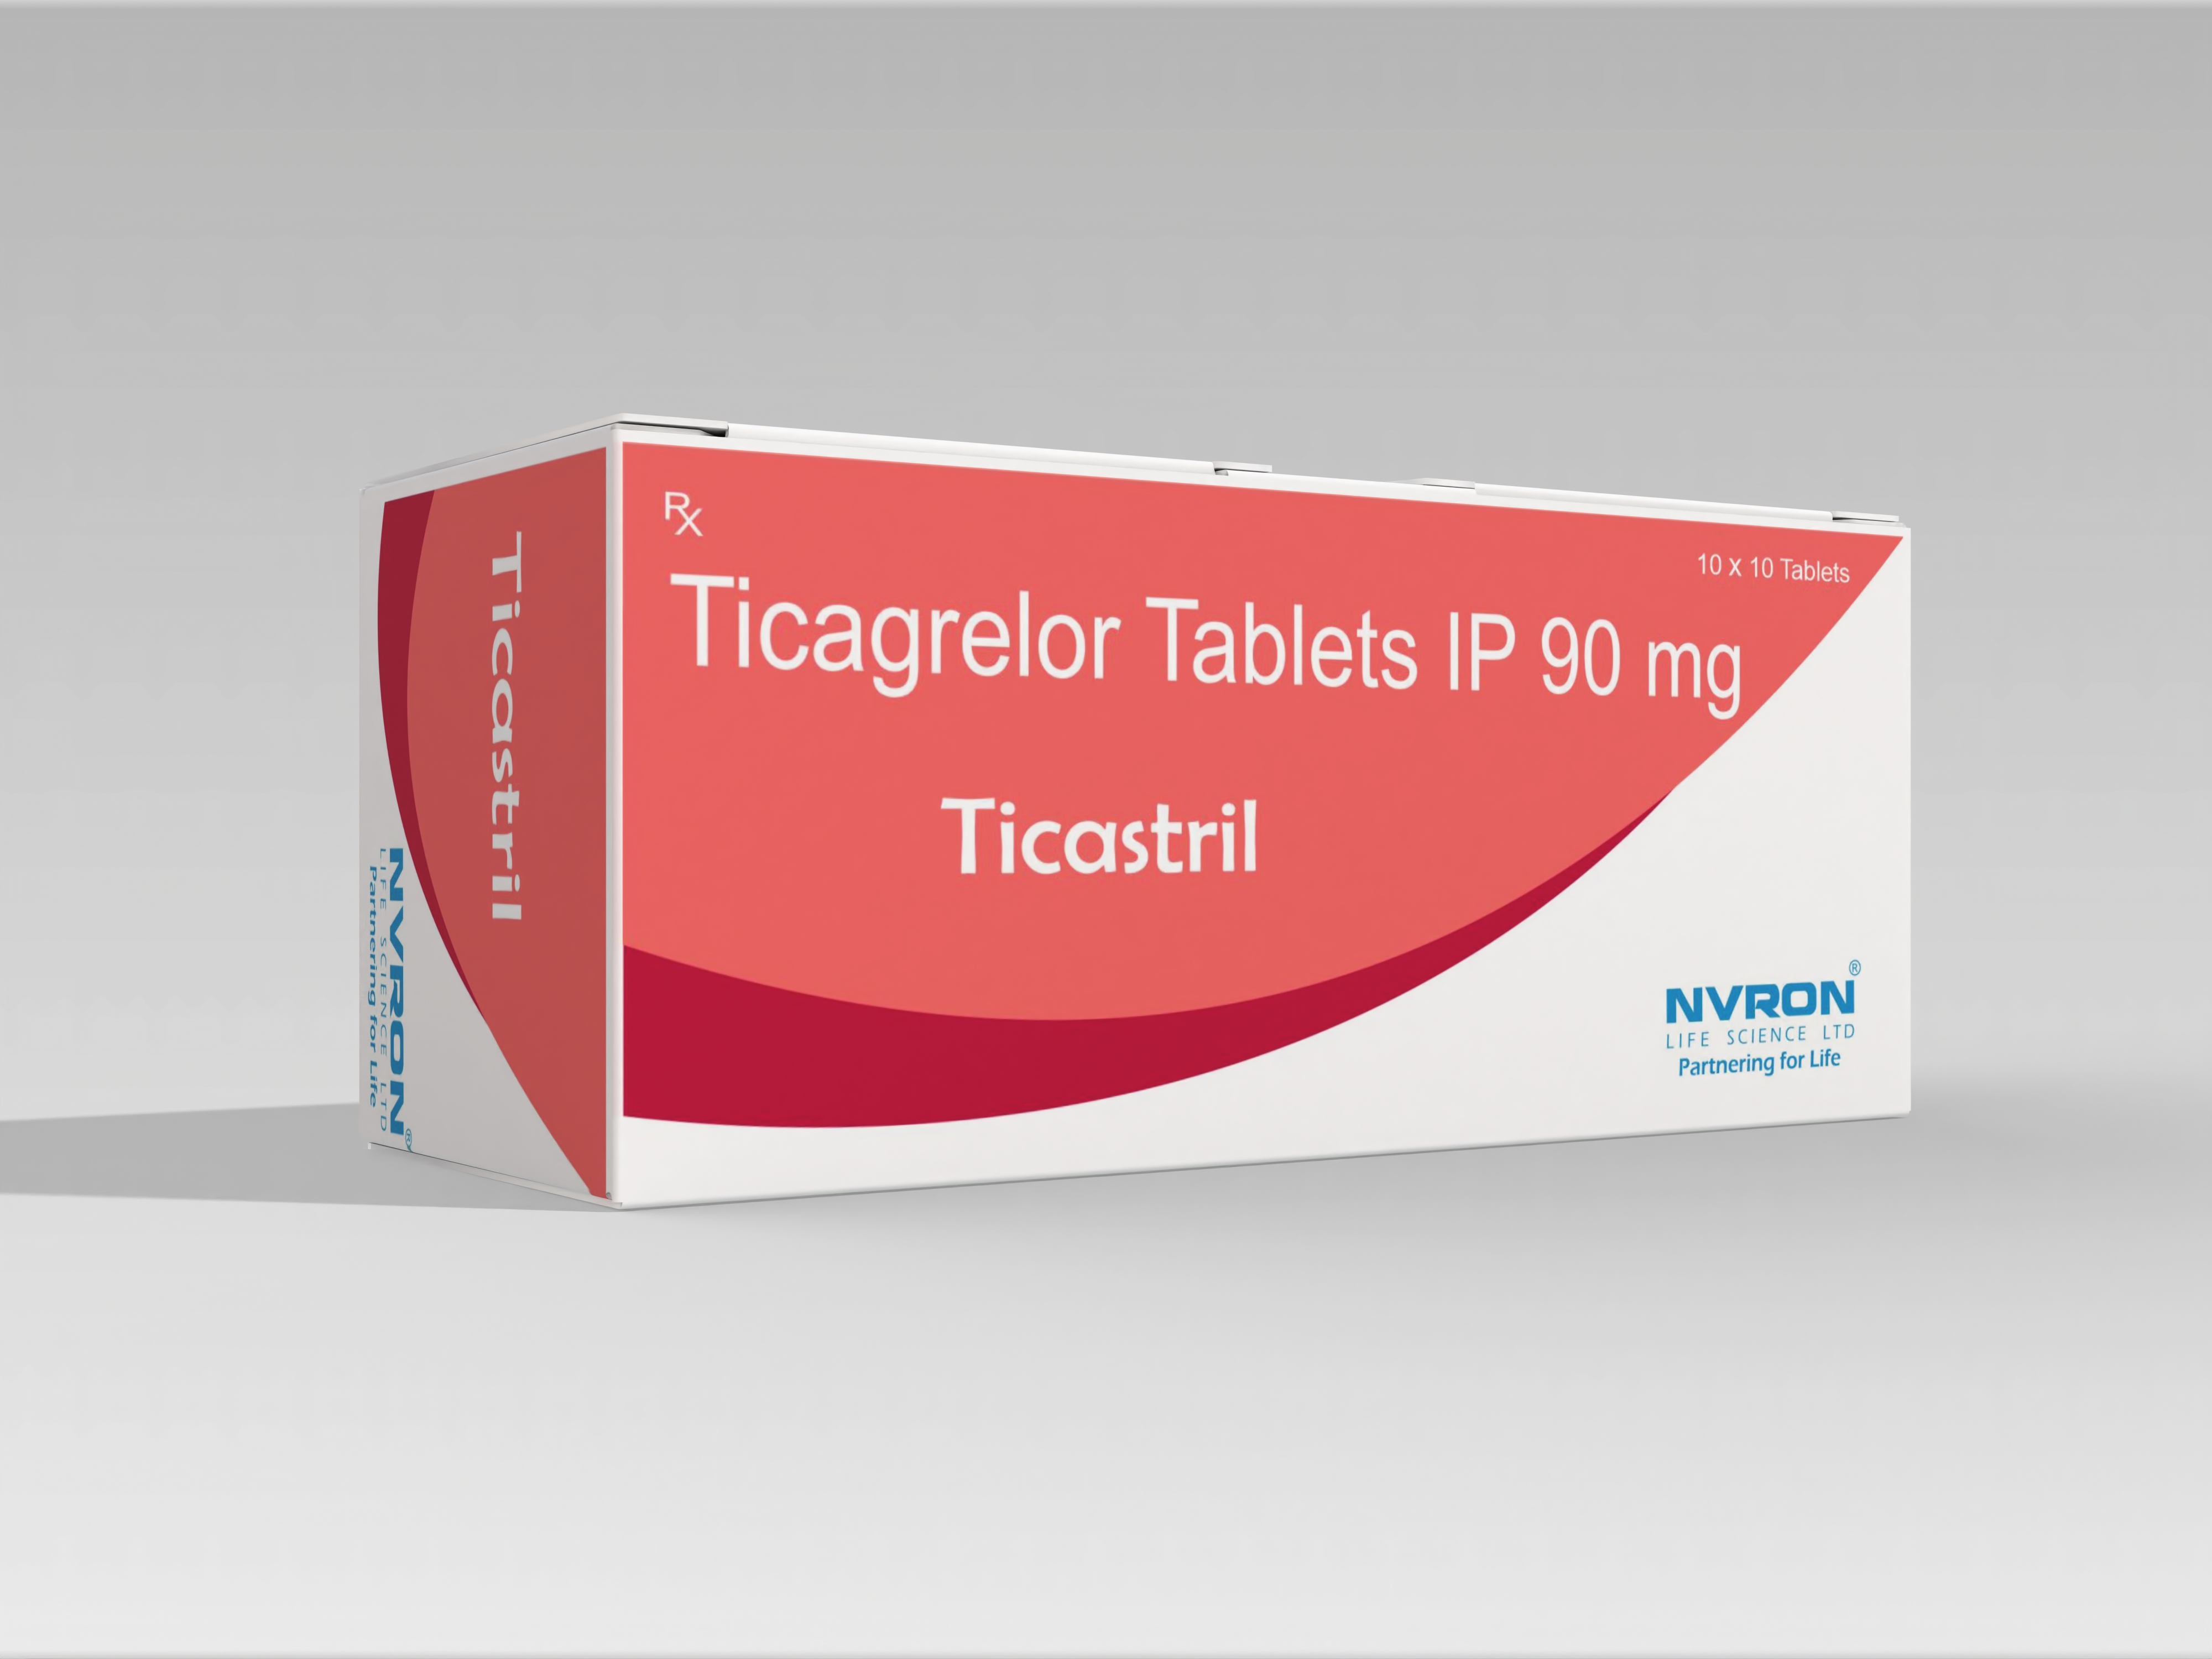 Rx
10 x 10 Tablets
Ticagrelor Tablets IP 90 mg
Ticastril
NVRON®
LIFE SCIENCE LTD
Partnering for Life
Ticastril
NVRON®
LIFE SCIENCE LTD
Partnering for Life